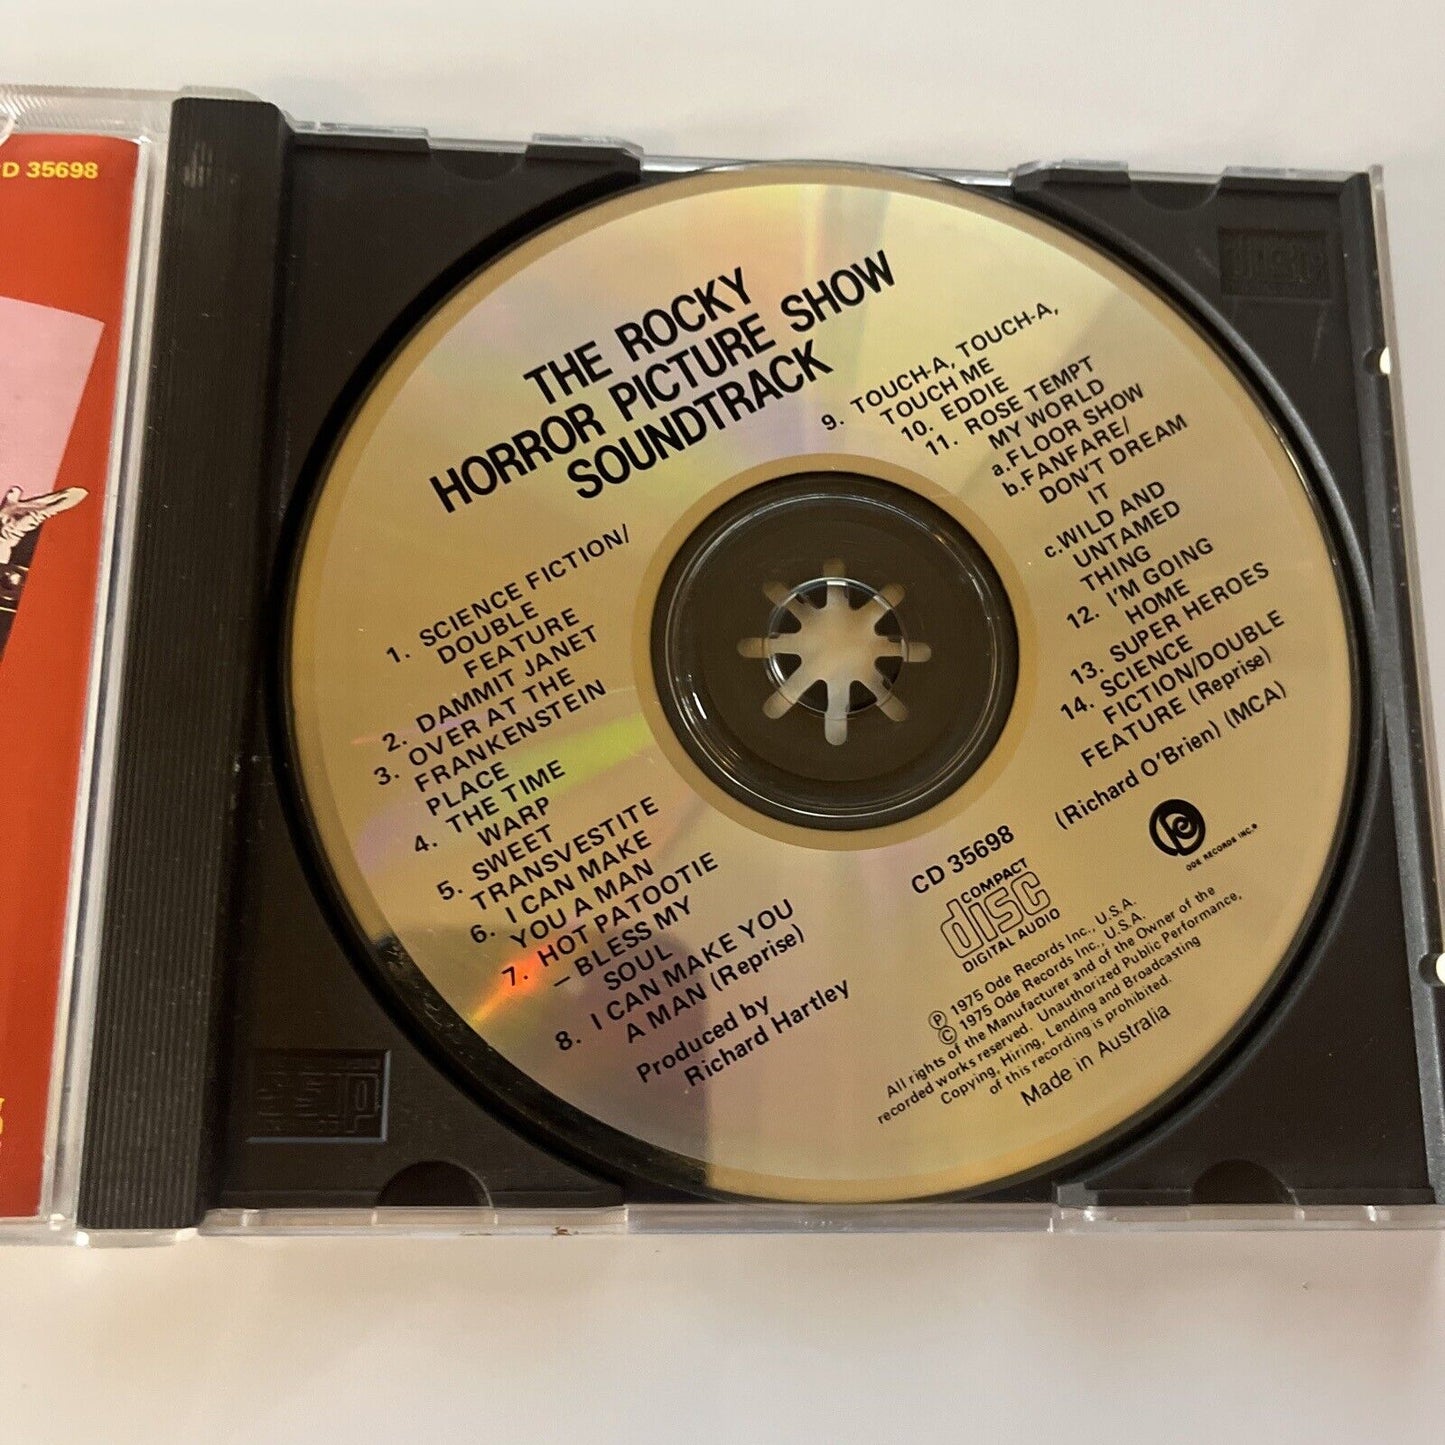 D 35698
THE ROCKY
HORROR PICTURE SHOW
SOUNDTRACK
1. SCIENCE FICTION/
DOUBLE
FEATURE
2. DAMMIT JANET
3. OVER AT THE
FRANKENSTEIN
PLACE
4. THE TIME
WARP
5. SWEET
TRANSVESTITE
6. I CAN MAKE
YOU A MAN
7. HOT PATOOTIE
– BLESS MY
SOUL
8. I CAN MAKE YOU
A MAN (Reprise)
Produced by
Richard Hartley
9. TOUCH-A, TOUCH-A,
TOUCH ME
10. EDDIE
11. ROSE TEMPT
MY WORLD
a.FLOOR SHOW
b.FANFARE/
DON'T DREAM
IT
c.WILD AND
UNTAMED
THING
12. I'M GOING
HOME
13. SUPER HEROES
14. SCIENCE
FICTION/DOUBLE
FEATURE (Reprise)
(Richard O'Brien) (MCA)
ODE RECORDS INC.®
CD 35698
COMPACT
disc
DIGITAL AUDIO
Ⓟ 1975 Ode Records Inc., U.S.A.
© 1975 Ode Records Inc., U.S.A.
All rights of the Manufacturer and of the Owner of the
recorded works reserved. Unauthorized Public Performance,
Copying, Hiring, Lending and Broadcasting
of this recording is prohibited.
Made in Australia